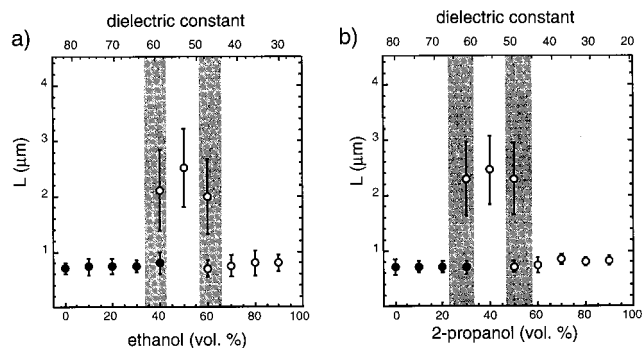 a)
dielectric constant
80 70 60 50 40 30
4
3
2
1
L (μm)
0 20 40 60 80 100
ethanol (vol. %)
b)
dielectric constant
80 70 60 50 40 30 20
4
3
2
1
L (μm)
0 20 40 60 80 100
2-propanol (vol. %)